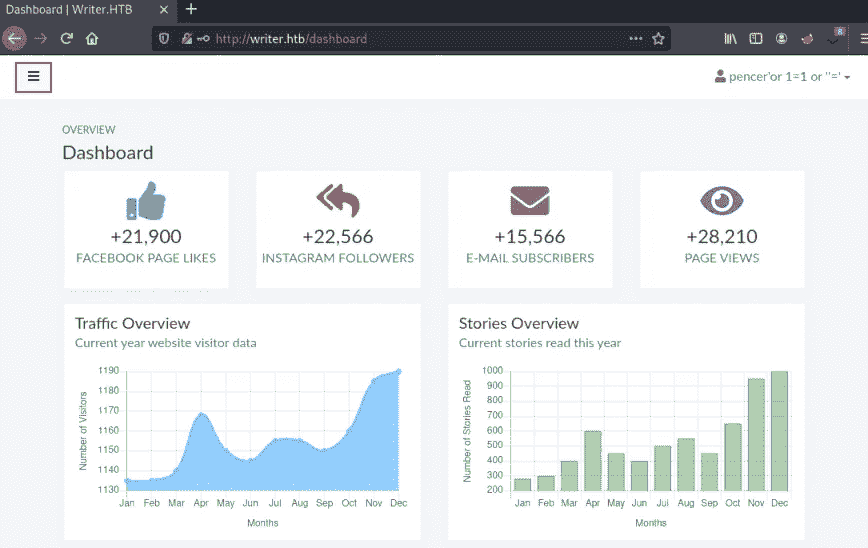 Dashboard | Writer.HTB
http://writer.htb/dashboard
8
pencer'or 1=1 or ''='
OVERVIEW
Dashboard
+21,900
FACEBOOK PAGE LIKES
+22,566
INSTAGRAM FOLLOWERS
+15,566
E-MAIL SUBSCRIBERS
+28,210
PAGE VIEWS
Traffic Overview
Current year website visitor data
Number of Visitors
1190
1180
1170
1160
1150
1140
1130
Jan Feb Mar Apr May Jun Jul Aug Sep Oct Nov Dec
Months
Stories Overview
Current stories read this year
Number of Stories Read
1000
900
800
700
600
500
400
300
200
Jan Feb Mar Apr May Jun Jul Aug Sep Oct Nov Dec
Months